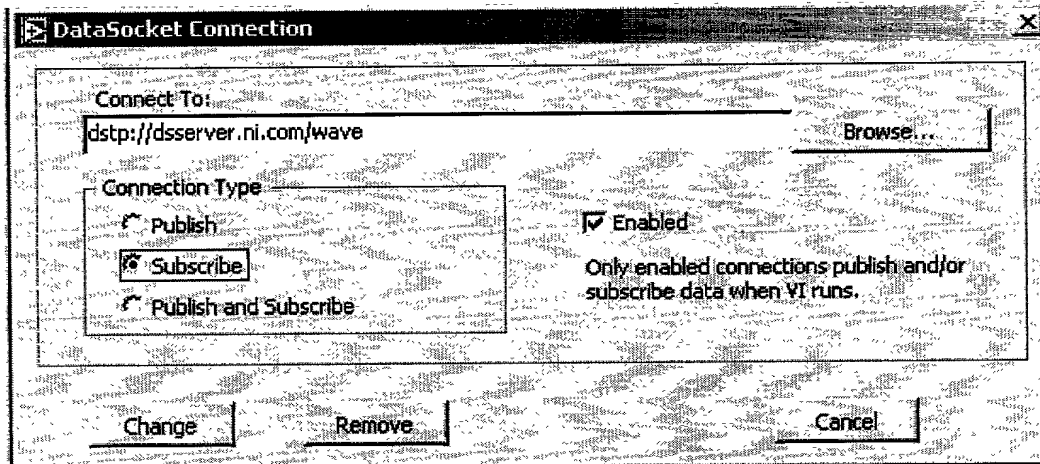 DataSocket Connection
Connect To:
dstp://dsserver.ni.com/wave
Browse...
Connection Type
Publish
Subscribe
Publish and Subscribe
Enabled
Only enabled connections publish and/or
subscribe data when VI runs.
Change
Remove
Cancel